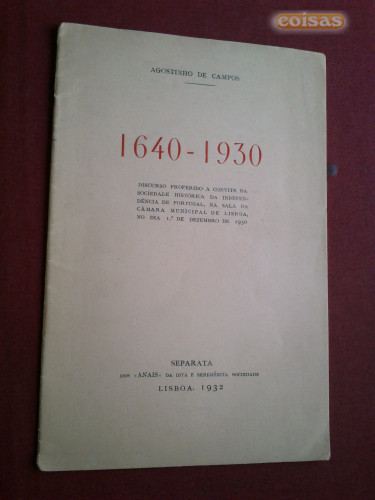 coisas
AGOSTINHO DE CAMPOS
1640-1930
DISCURSO PROFERIDO A CONVITE DA
SOCIEDADE HISTÓRICA DA INDEPEN-
DÊNCIA DE PORTUGAL, NA SALA DA
CÂMARA MUNICIPAL DE LISBOA,
NO DIA 1.º DE DEZEMBRO DE 1930
SEPARATA
DOS «ANAIS» DA DITA E BENEMÉRITA SOCIEDADE
LISBOA: 1932